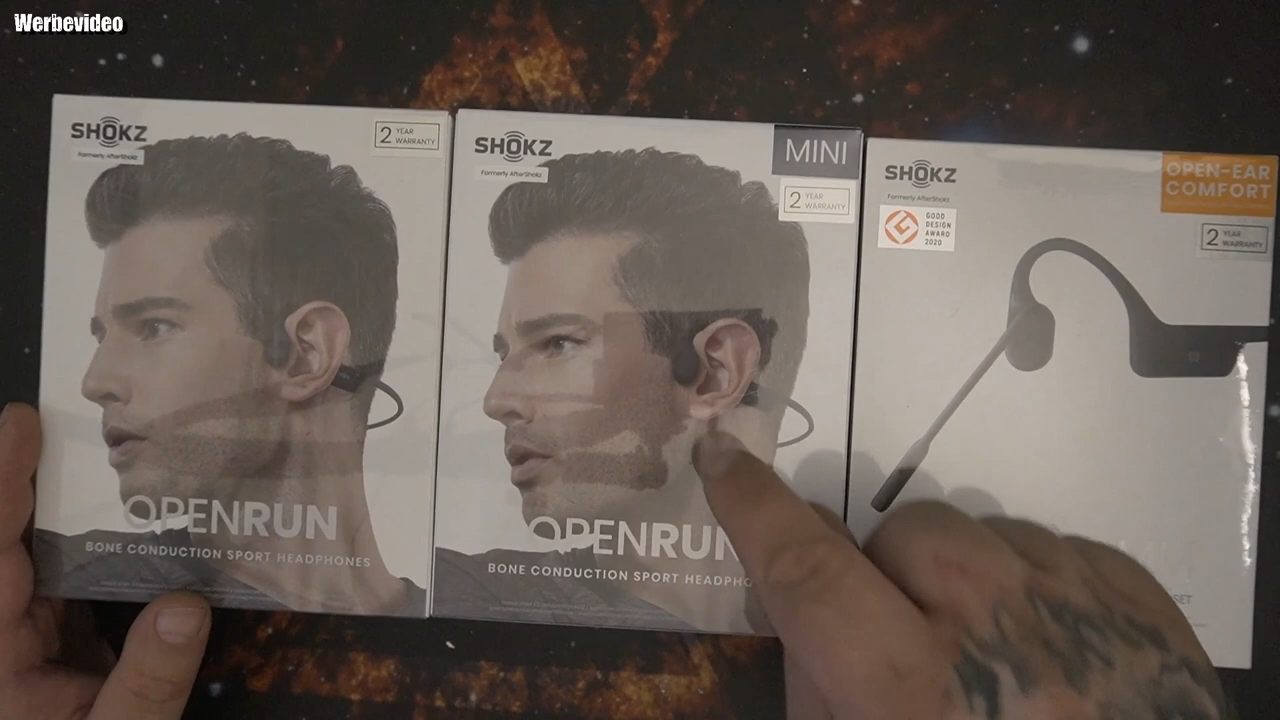 Werbevideo
SHOKZ
Formerly AfterShokz
2 YEAR
WARRANTY
OPENRUN
BONE CONDUCTION SPORT HEADPHONES
SHOKZ
Formerly AfterShokz
MINI
2 YEAR
WARRANTY
OPENRUN
BONE CONDUCTION SPORT HEADPHO
SHOKZ
Formerly AfterShokz
GOOD
DESIGN
AWARD
2020
OPEN-EAR
COMFORT
2 YEAR
WARRANTY
SET